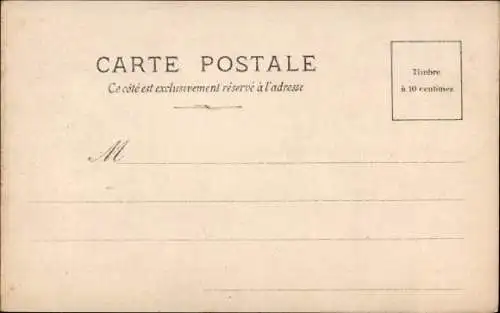 CARTE POSTALE
Ce côté est exclusivement réservé à l'adresse
Timbre
à 10 centimes
M